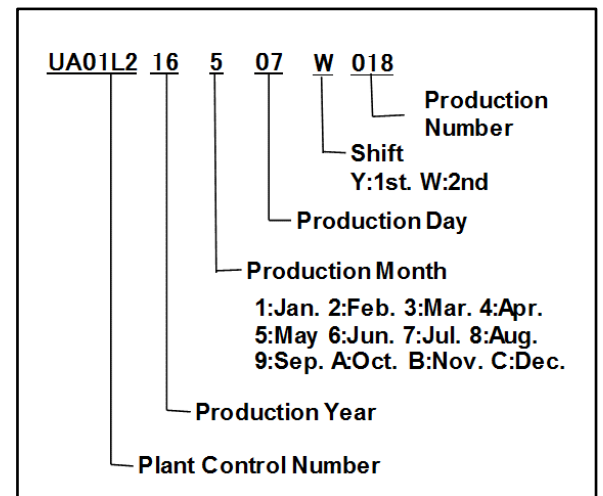 UA01L2 16 5 07 W 018
Production
Number
Shift
Y:1st. W:2nd
Production Day
Production Month
1:Jan. 2:Feb. 3:Mar. 4:Apr.
5:May 6:Jun. 7:Jul. 8:Aug.
9:Sep. A:Oct. B:Nov. C:Dec.
Production Year
Plant Control Number